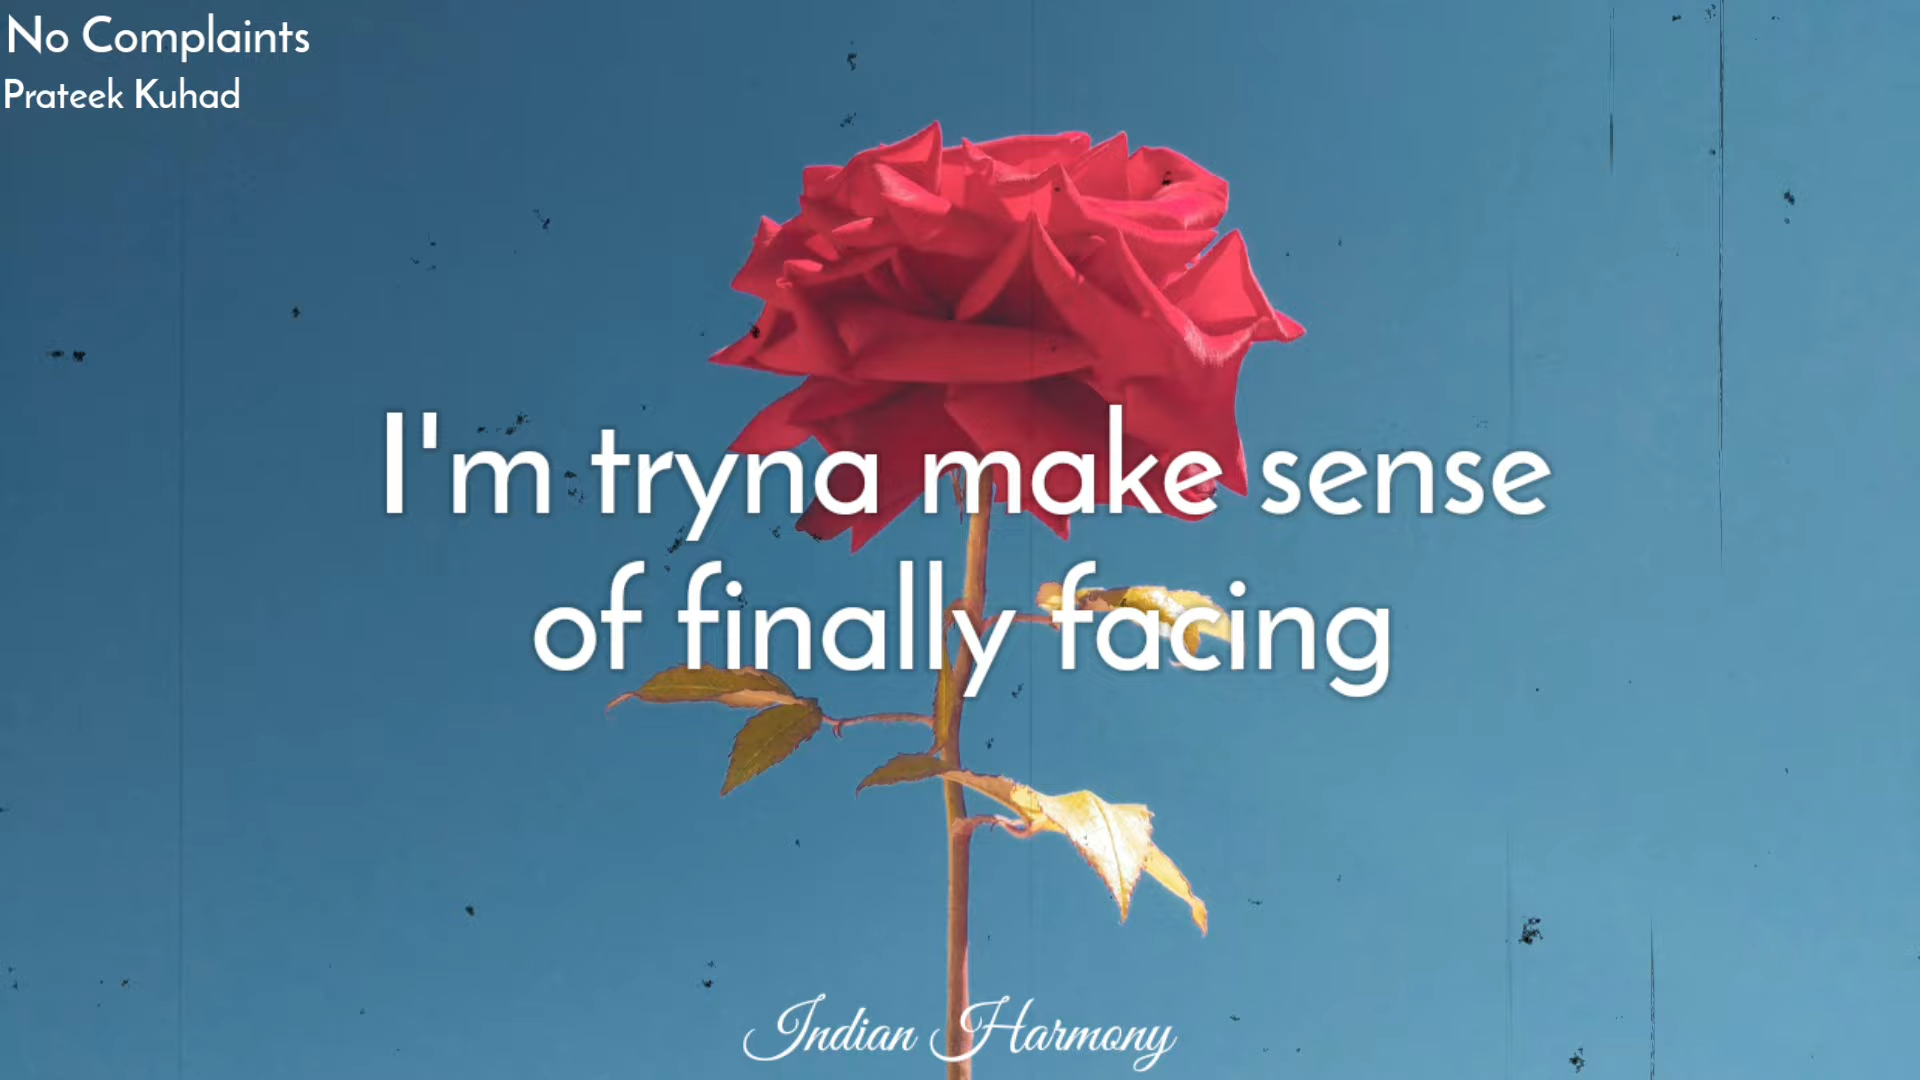 No Complaints
Prateek Kuhad
I'm tryna make sense
of finally facing
Indian Harmony